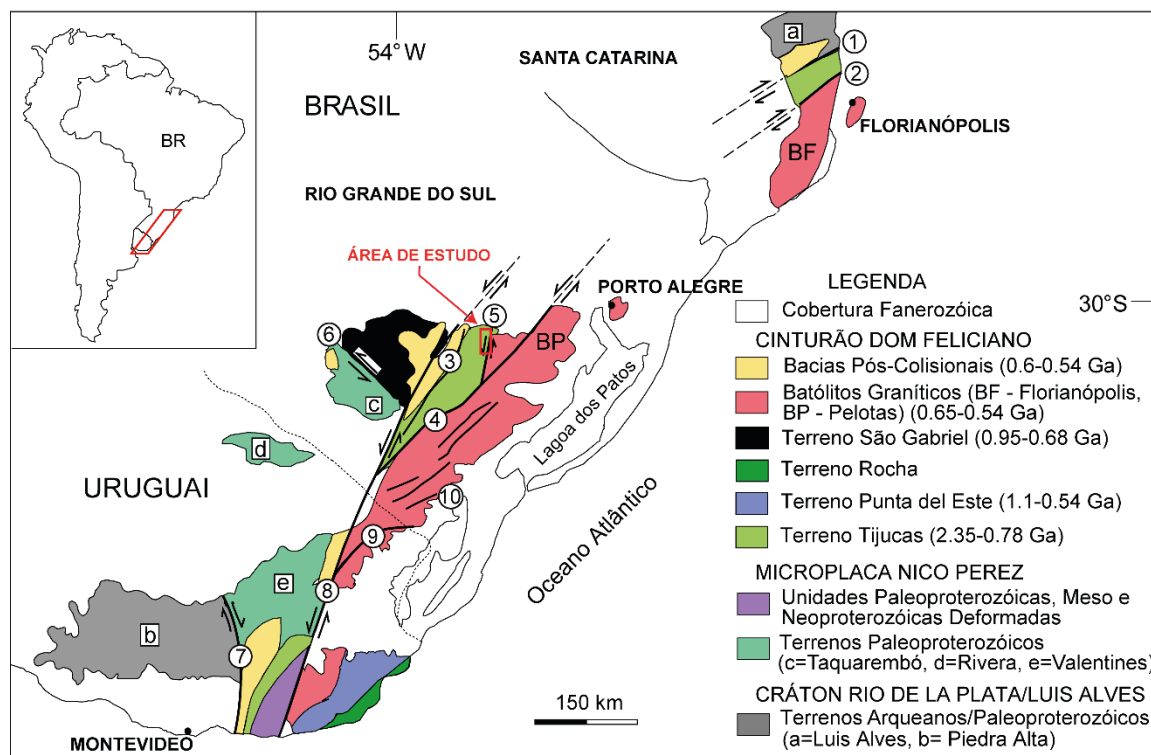 BR
54° W
SANTA CATARINA
BRASIL
a
1
2
FLORIANÓPOLIS
BF
RIO GRANDE DO SUL
ÁREA DE ESTUDO
PORTO ALEGRE
30°S
5
6
3
BP
c
4
d
Lagoa dos Patos
URUGUAI
10
9
Oceano Atlântico
e
8
b
7
150 km
MONTEVIDEO
LEGENDA
Cobertura Fanerozóica
CINTURÃO DOM FELICIANO
Bacias Pós-Colisionais (0.6-0.54 Ga)
Batólitos Graníticos (BF - Florianópolis,
BP - Pelotas) (0.65-0.54 Ga)
Terreno São Gabriel (0.95-0.68 Ga)
Terreno Rocha
Terreno Punta del Este (1.1-0.54 Ga)
Terreno Tijucas (2.35-0.78 Ga)
MICROPLACA NICO PEREZ
Unidades Paleoproterozóicas, Meso e
Neoproterozóicas Deformadas
Terrenos Paleoproterozóicos
(c=Taquarembó, d=Rivera, e=Valentines)
CRÁTON RIO DE LA PLATA/LUIS ALVES
Terrenos Arqueanos/Paleoproterozóicos
(a=Luis Alves, b= Piedra Alta)